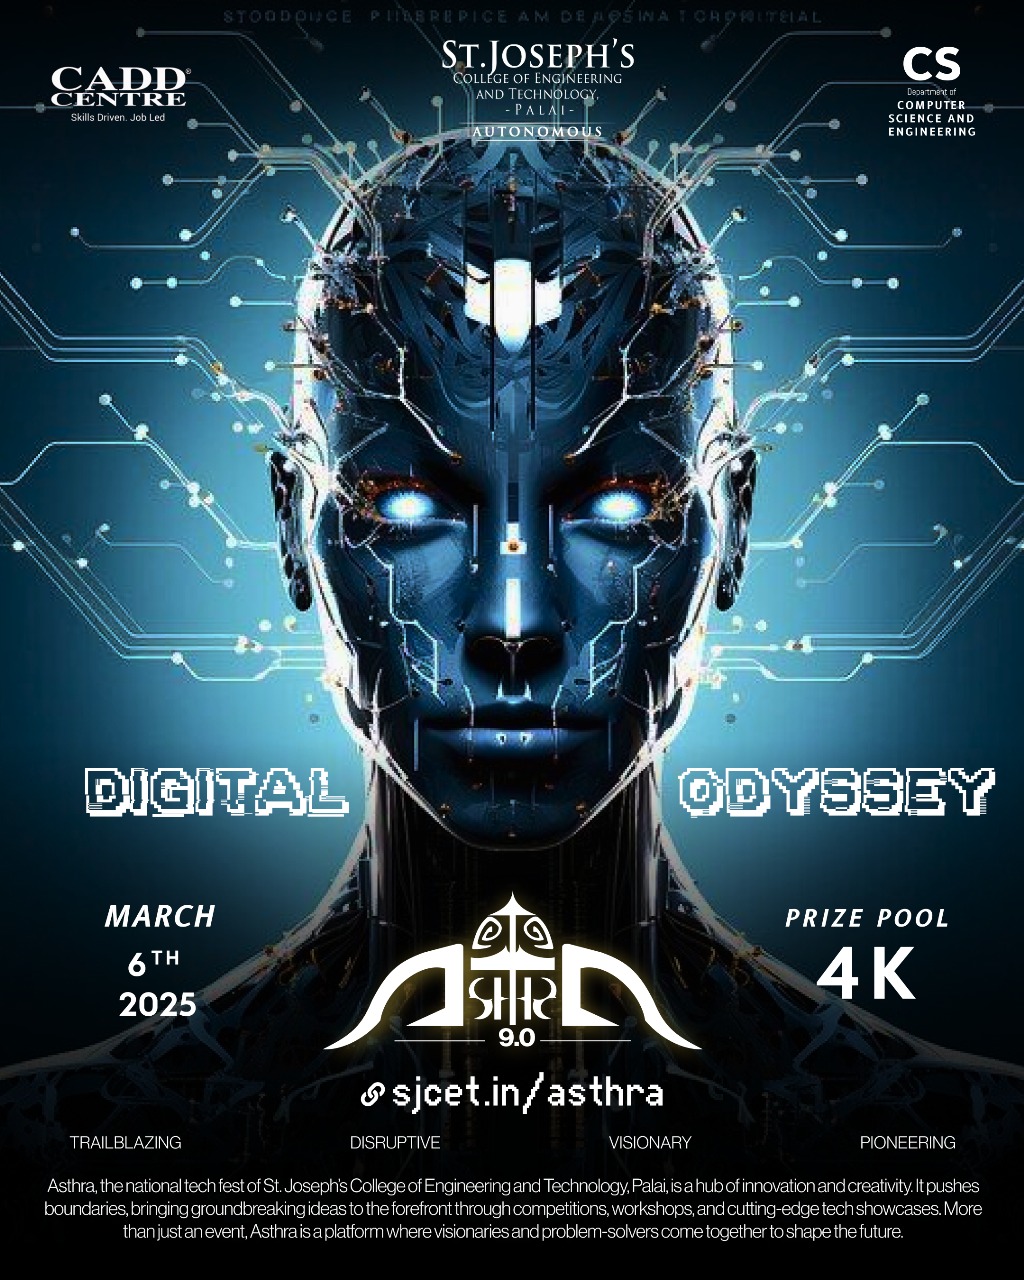 CADD
CENTRE®
Skills Driven. Job Led
ST.JOSEPH'S
COLLEGE OF ENGINEERING
AND TECHNOLOGY,
-PALAI-
AUTONOMOUS
CS
Department of
COMPUTER
SCIENCE AND
ENGINEERING
DIGITAL ODYSSEY
MARCH
6TH
2025
PRIZE POOL
4K
ASTHRA
9.0
sjcet.in/asthra
TRAILBLAZING DISRUPTIVE VISIONARY PIONEERING
Asthra, the national tech fest of St. Joseph's College of Engineering and Technology, Palai, is a hub of innovation and creativity. It pushes
boundaries, bringing groundbreaking ideas to the forefront through competitions, workshops, and cutting-edge tech showcases. More
than just an event, Asthra is a platform where visionaries and problem-solvers come together to shape the future.